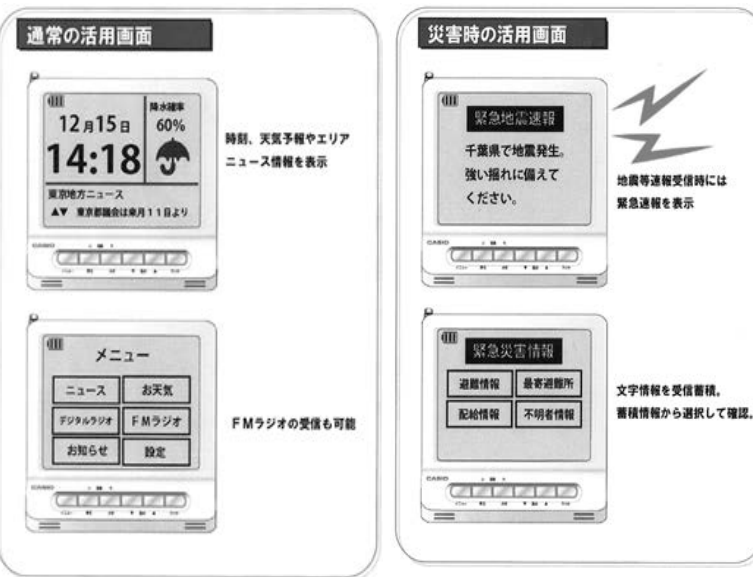 通常の活用画面
12月15日
14:18
降水確率
60%
東京地方ニュース
▲▼ 東京都議会は来月11日より
CASIO
時刻、天気予報やエリア
ニュース情報を表示
メニュー
ニュース
お天気
デジタルラジオ
FMラジオ
お知らせ
設定
CASIO
FMラジオの受信も可能
災害時の活用画面
緊急地震速報
千葉県で地震発生。
強い揺れに備えて
ください。
CASIO
地震等速報受信時には
緊急速報を表示
緊急災害情報
避難情報
最寄避難所
配給情報
不明者情報
CASIO
文字情報を受信蓄積。
蓄積情報から選択して確認。